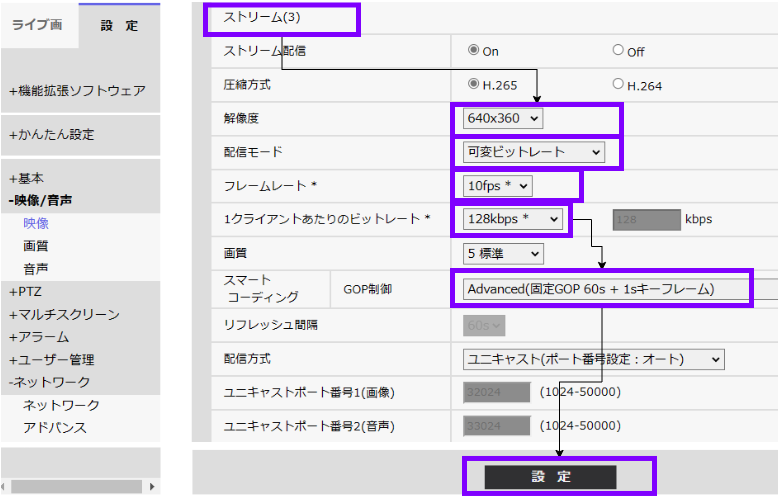 ライブ画
設 定
+機能拡張ソフトウェア
+かんたん設定
+基本
-映像/音声
映像
画質
音声
+PTZ
+マルチスクリーン
+アラーム
+ユーザー管理
-ネットワーク
ネットワーク
アドバンス
ストリーム(3)
ストリーム配信 On Off
圧縮方式 H.265 H.264
解像度 640x360
配信モード 可変ビットレート
フレームレート * 10fps *
1クライアントあたりのビットレート * 128kbps * 128 kbps
画質 5 標準
スマート
コーディング GOP制御 Advanced(固定GOP 60s + 1sキーフレーム)
リフレッシュ間隔 60s
配信方式 ユニキャスト(ポート番号設定：オート)
ユニキャストポート番号1(画像) 32024 (1024-50000)
ユニキャストポート番号2(音声) 33024 (1024-50000)
設 定